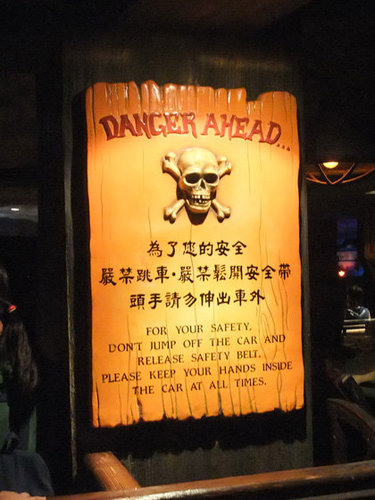 DANGER AHEAD...
為了您的安全
嚴禁跳車·嚴禁鬆開安全帶
頭手請勿伸出車外
FOR YOUR SAFETY,
DON'T JUMP OFF THE CAR AND
RELEASE SAFETY BELT.
PLEASE KEEP YOUR HANDS INSIDE
THE CAR AT ALL TIMES.